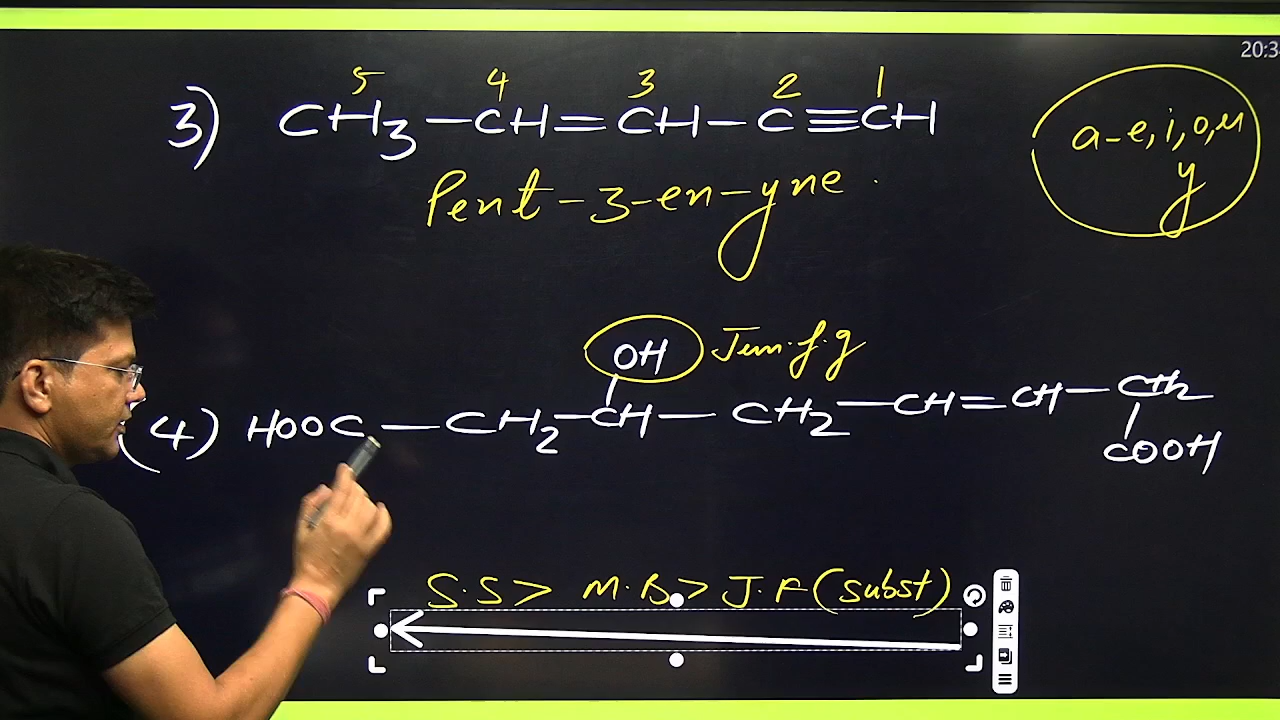 20:3
5 4 3 2 1
3) CH3 – CH = CH – C ≡ CH
a-e, i, o, u
y
Pent-3-en-yne.
OH Jun.f.g
(4) HOOC – CH2 – CH – CH2 – CH = CH – CH2
COOH
S.S > M.B > J.F (subst)